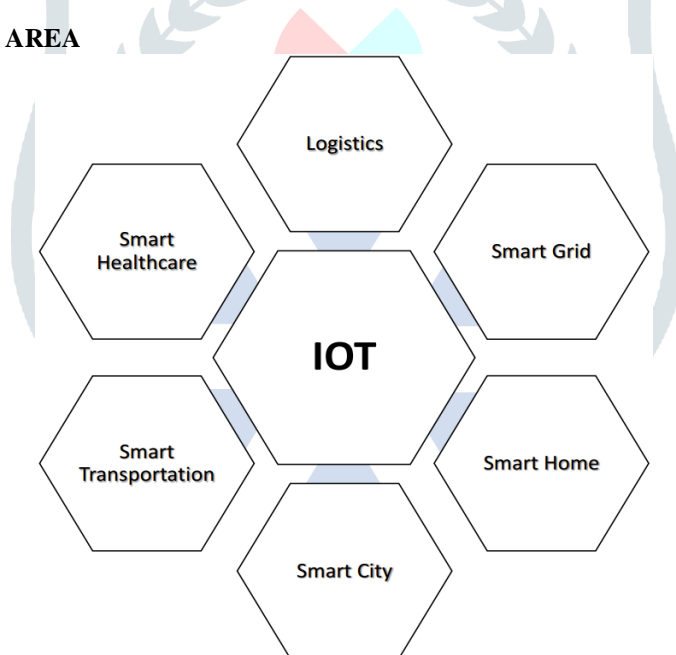 AREA
Logistics
Smart
Healthcare
Smart Grid
IOT
Smart
Transportation
Smart Home
Smart City